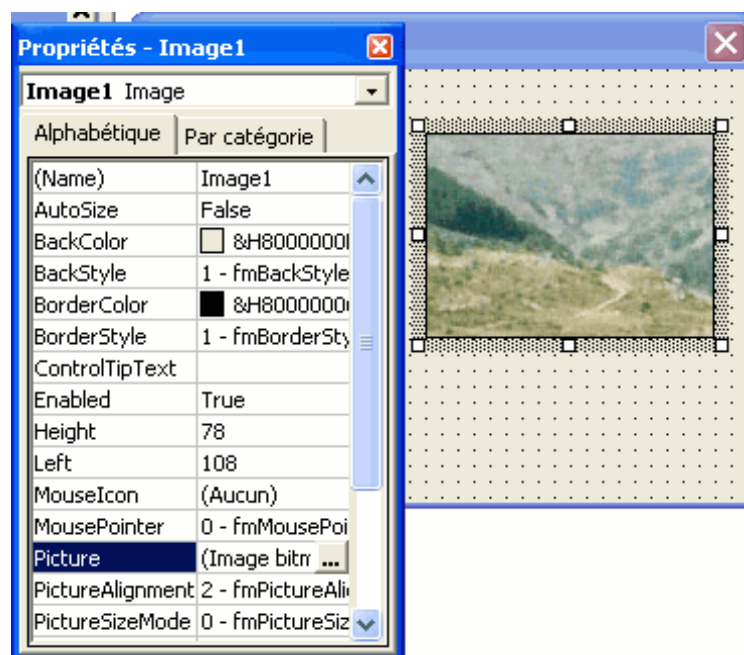 Propriétés - Image1
Image1 Image
Alphabétique Par catégorie
(Name) Image1
AutoSize False
BackColor &H8000000
BackStyle 1 - fmBackStyle
BorderColor &H8000000
BorderStyle 1 - fmBorderSty
ControlTipText
Enabled True
Height 78
Left 108
MouseIcon (Aucun)
MousePointer 0 - fmMousePoi
Picture (Image bitm ...
PictureAlignment 2 - fmPictureAli
PictureSizeMode 0 - fmPictureSiz